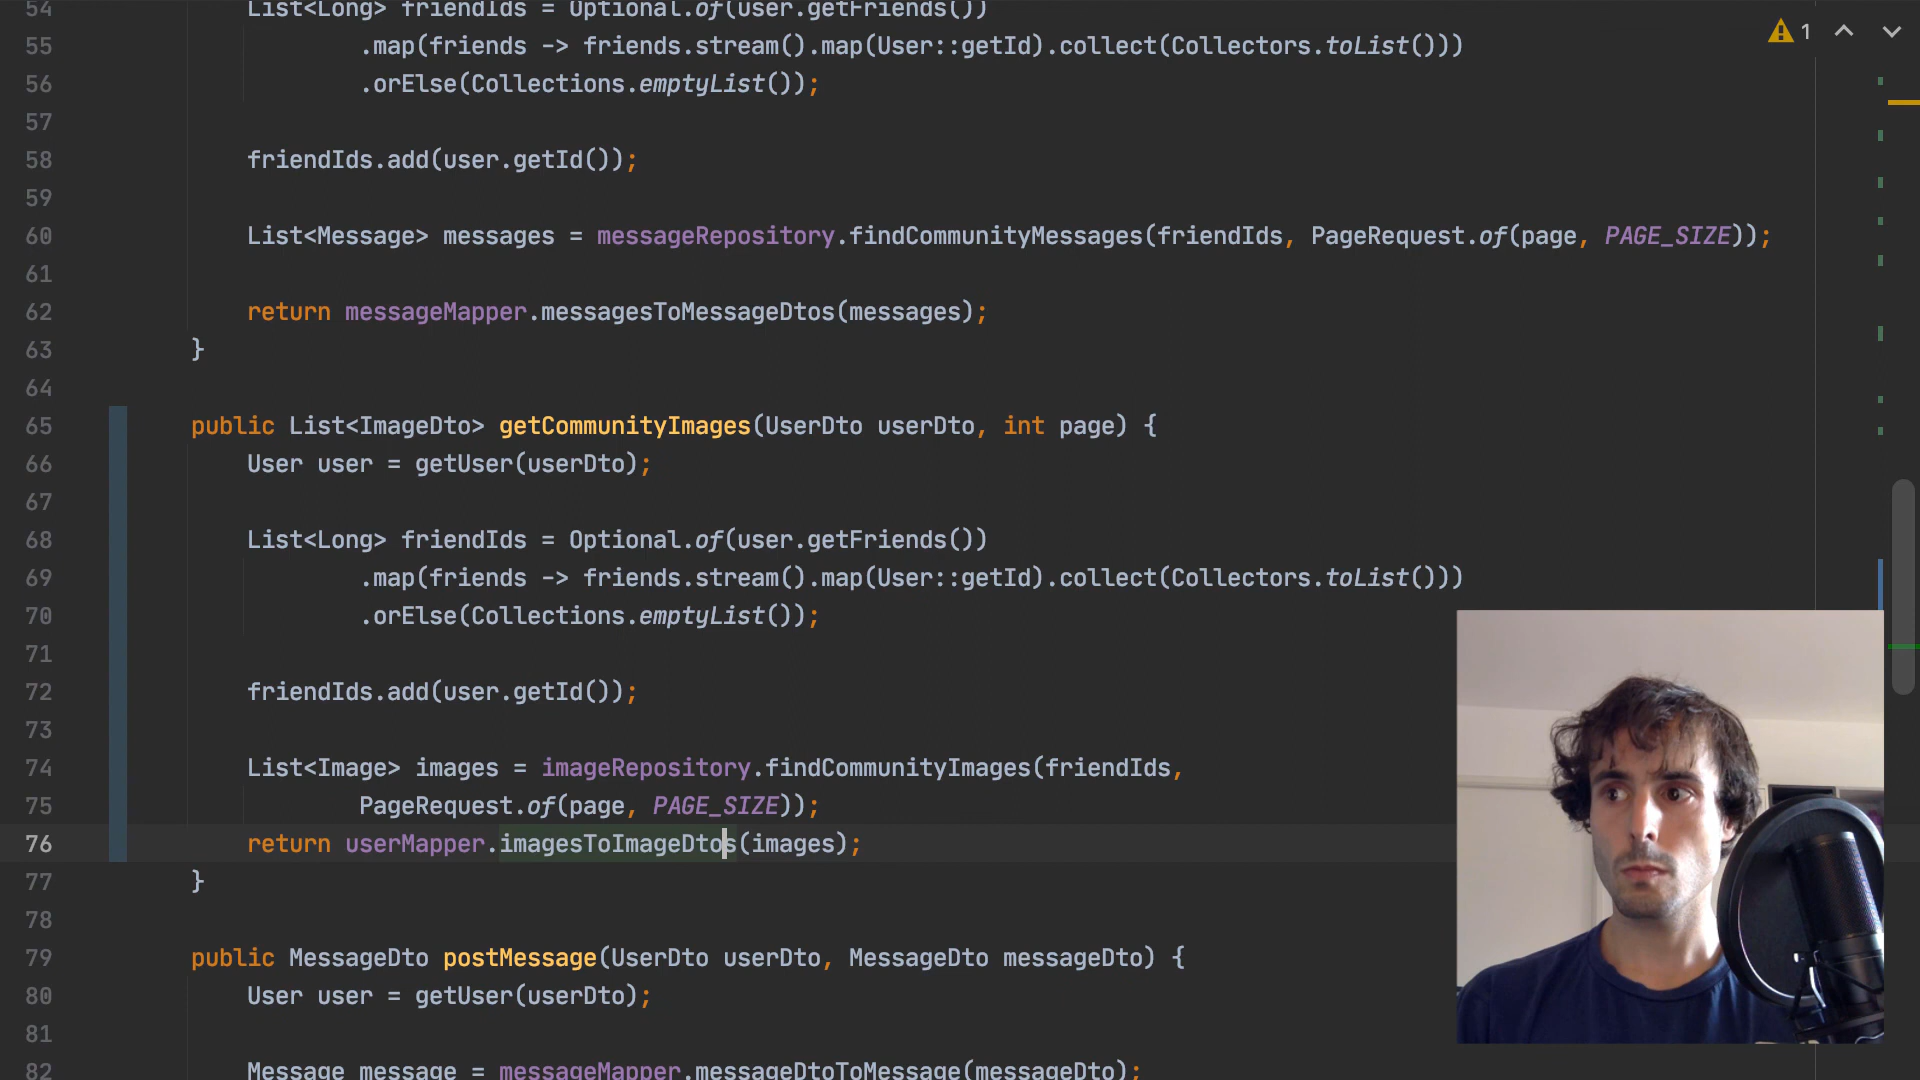 54 List<Long> friendIds = Optional.of(user.getFriends())
55 .map(friends -> friends.stream().map(User::getId).collect(Collectors.toList()))
1
56 .orElse(Collections.emptyList());
57
58 friendIds.add(user.getId());
59
60 List<Message> messages = messageRepository.findCommunityMessages(friendIds, PageRequest.of(page, PAGE_SIZE));
61
62 return messageMapper.messagesToMessageDtos(messages);
63 }
64
65 public List<ImageDto> getCommunityImages(UserDto userDto, int page) {
66 User user = getUser(userDto);
67
68 List<Long> friendIds = Optional.of(user.getFriends())
69 .map(friends -> friends.stream().map(User::getId).collect(Collectors.toList()))
70 .orElse(Collections.emptyList());
71
72 friendIds.add(user.getId());
73
74 List<Image> images = imageRepository.findCommunityImages(friendIds,
75 PageRequest.of(page, PAGE_SIZE));
76 return userMapper.imagesToImageDtos(images);
77 }
78
79 public MessageDto postMessage(UserDto userDto, MessageDto messageDto) {
80 User user = getUser(userDto);
81
82 Message message = messageMapper.messageDtoToMessage(messageDto);